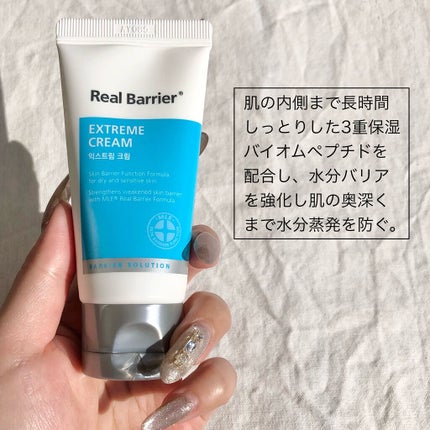 Real Barrier®
EXTREME
CREAM
익스트림 크림
Skin Barrier Function Formula
for dry and sensitive skin
Strengthens weakened skin barrier
with MLE® Real Barrier Formula
MLE
BARRIER SOLUTION
肌の内側まで長時間
しっとりした3重保湿
バイオムペプチドを
配合し、水分バリア
を強化し肌の奥深く
まで水分蒸発を防ぐ。